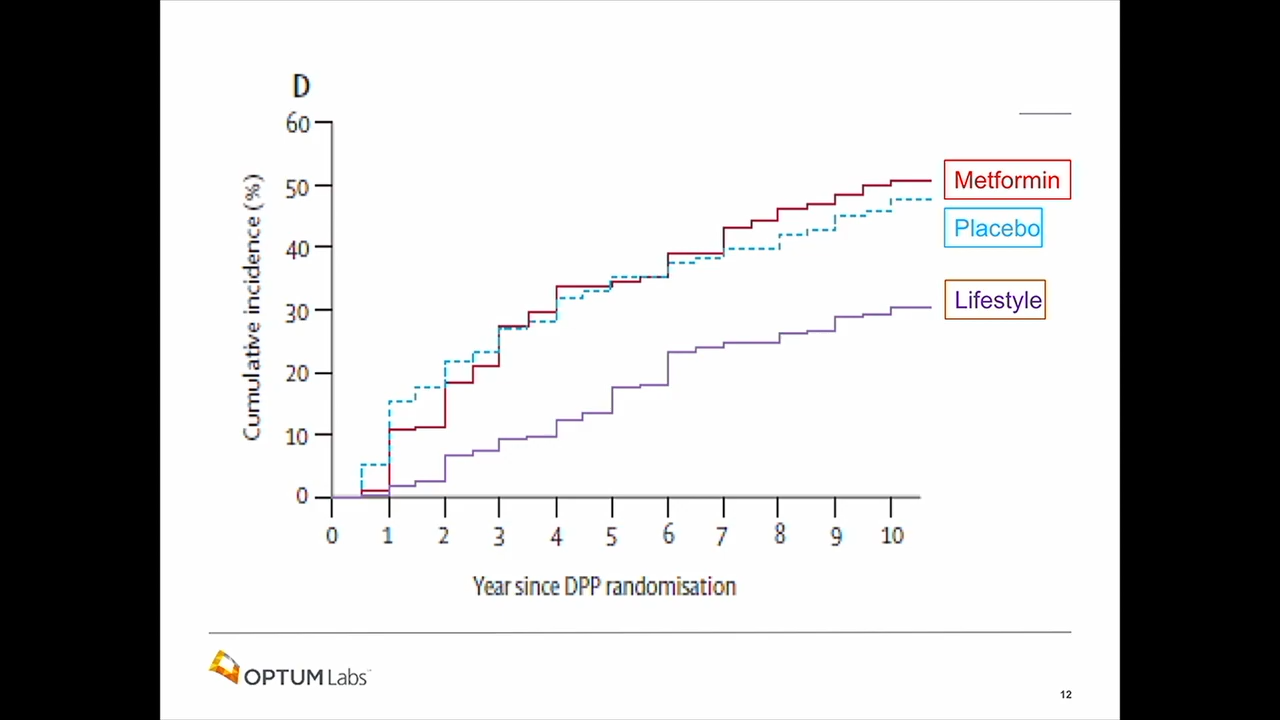 D
60
50
40
30
20
10
0
Cumulative incidence (%)
Metformin
Placebo
Lifestyle
0 1 2 3 4 5 6 7 8 9 10
Year since DPP randomisation
OPTUM Labs™
12